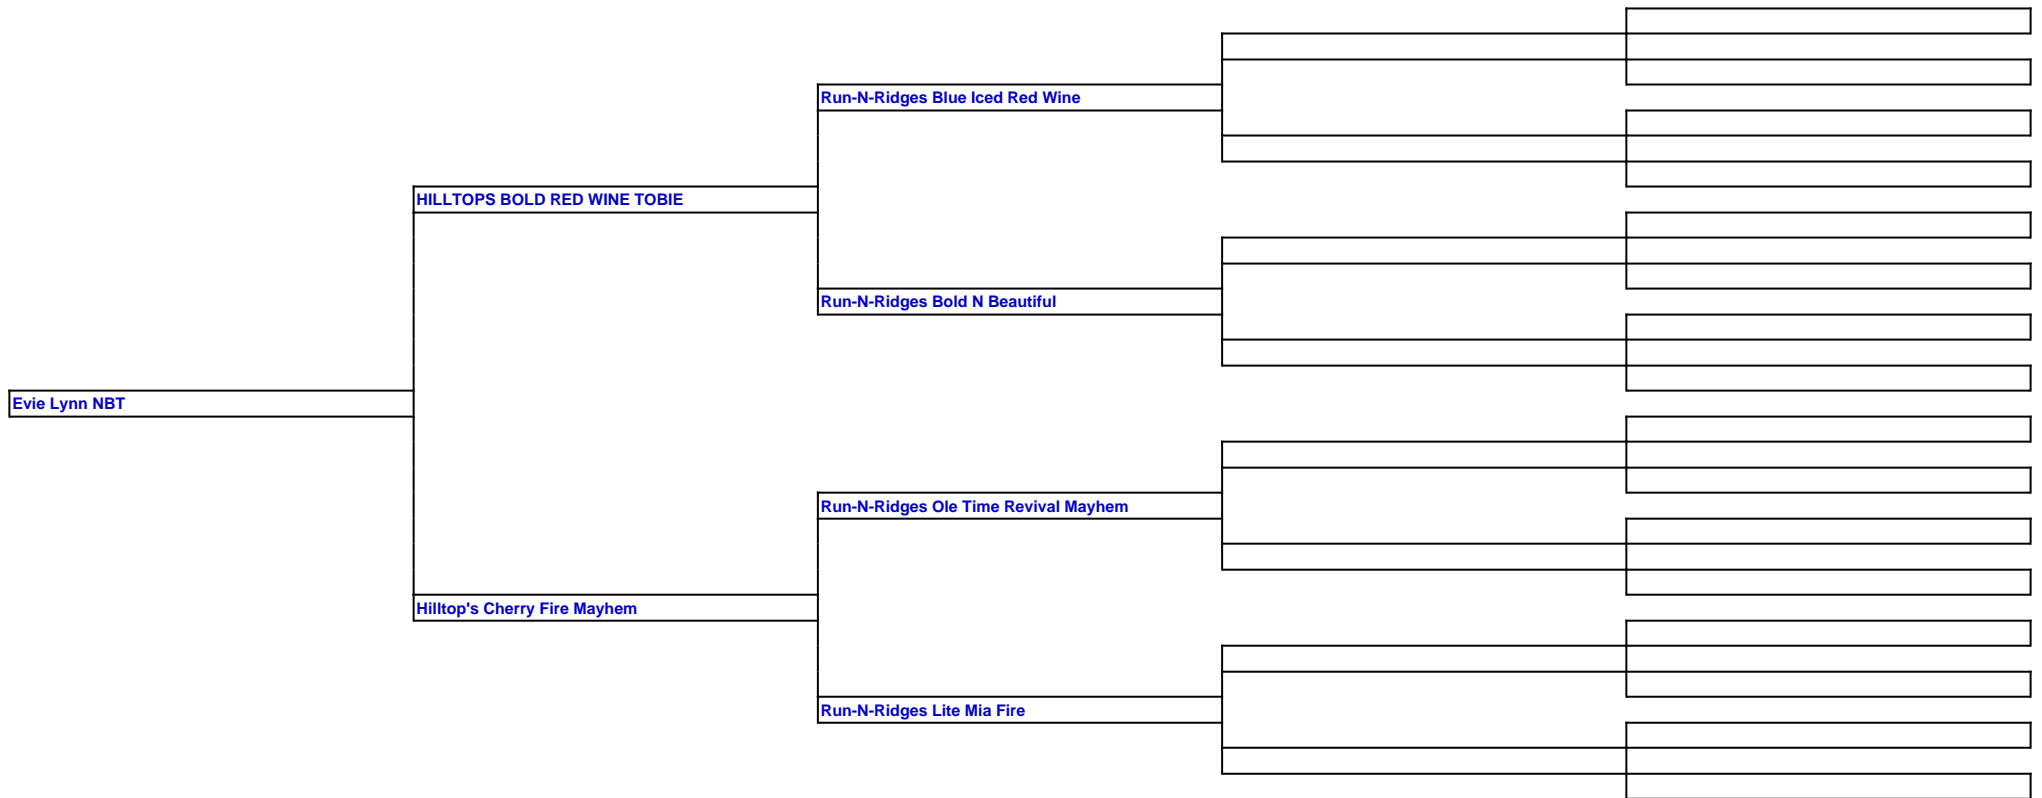 Run-N-Ridges Blue Iced Red Wine
HILLTOPS BOLD RED WINE TOBIE
Run-N-Ridges Bold N Beautiful
Evie Lynn NBT
Run-N-Ridges Ole Time Revival Mayhem
Hilltop's Cherry Fire Mayhem
Run-N-Ridges Lite Mia Fire